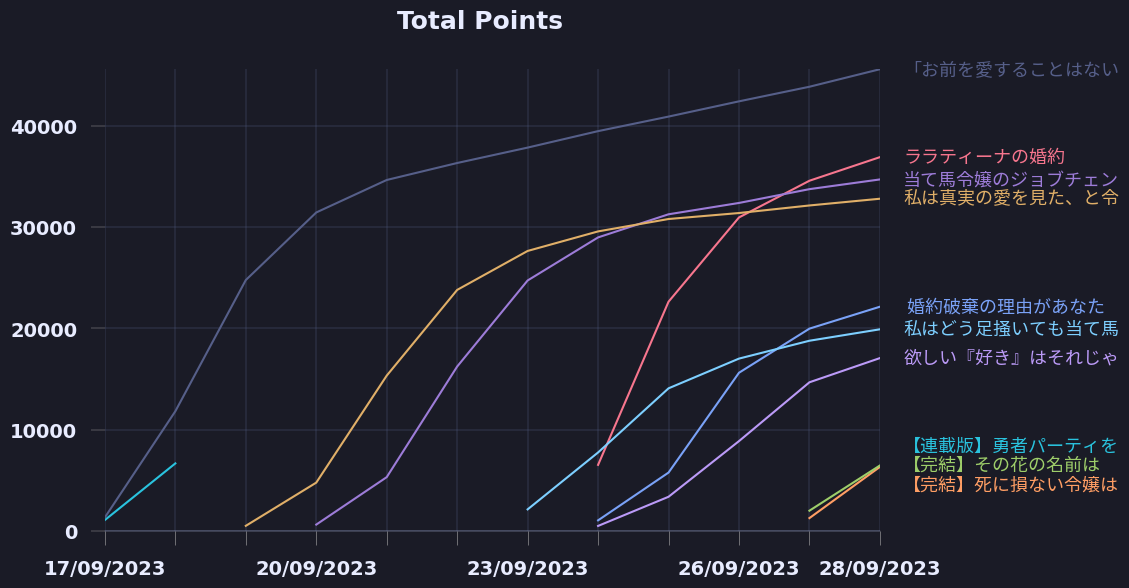 Total Points
40000
30000
20000
10000
0
17/09/2023
20/09/2023
23/09/2023
26/09/2023
28/09/2023
「お前を愛することはない
ララティーナの婚約
当て馬令嬢のジョブチェン
私は真実の愛を見た、と令
婚約破棄の理由があなた
私はどう足掻いても当て馬
欲しい『好き』はそれじゃ
【連載版】勇者パーティを
【完結】その花の名前は
【完結】死に損ない令嬢は